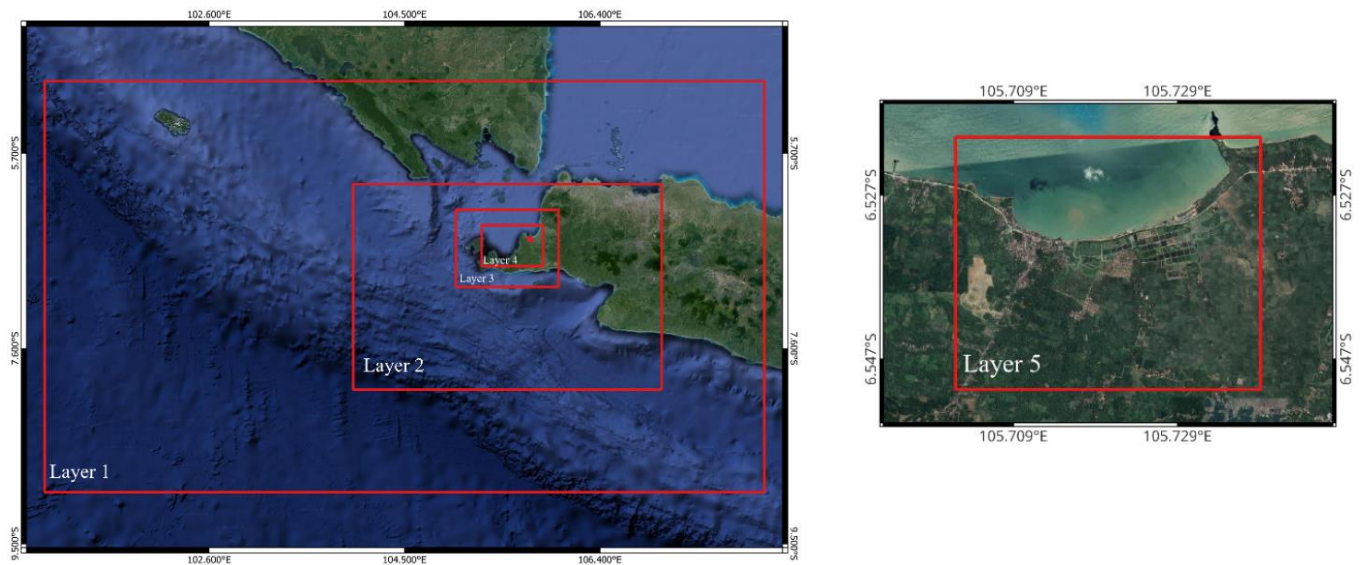 102.600°E 104.500°E 106.400°E
5.700°S 5.700°S
7.600°S 7.600°S
9.500°S 9.500°S
Layer 4
Layer 3
Layer 2
Layer 1
102.600°E 104.500°E 106.400°E
105.709°E 105.729°E
6.527°S 6.527°S
6.547°S 6.547°S
Layer 5
105.709°E 105.729°E